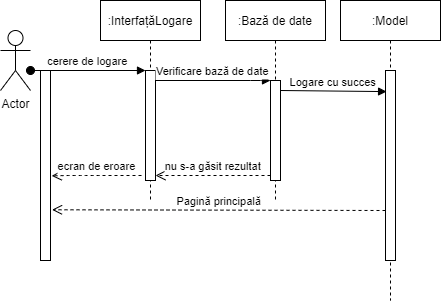 :InterfațăLogare
:Bază de date
:Model
cerere de logare
Verificare bază de date
Logare cu succes
Actor
ecran de eroare
nu s-a găsit rezultat
Pagină principală